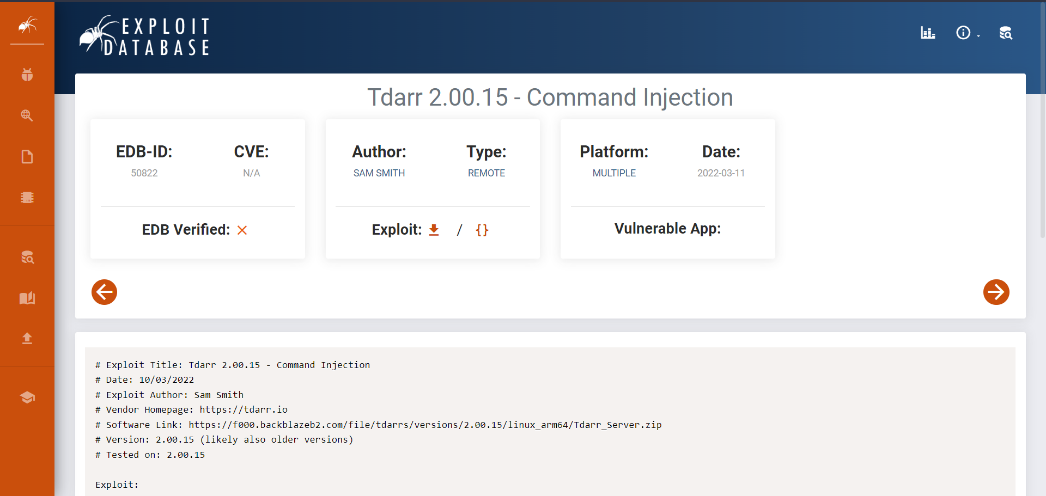 EXPLOIT
DATABASE
Tdarr 2.00.15 - Command Injection
EDB-ID:
50822
CVE:
N/A
EDB Verified:
Author:
SAM SMITH
Type:
REMOTE
Exploit: / {}
Platform:
MULTIPLE
Date:
2022-03-11
Vulnerable App:
# Exploit Title: Tdarr 2.00.15 - Command Injection
# Date: 10/03/2022
# Exploit Author: Sam Smith
# Vendor Homepage: https://tdarr.io
# Software Link: https://f000.backblazeb2.com/file/tdarrs/versions/2.00.15/linux_arm64/Tdarr_Server.zip
# Version: 2.00.15 (likely also older versions)
# Tested on: 2.00.15
Exploit: